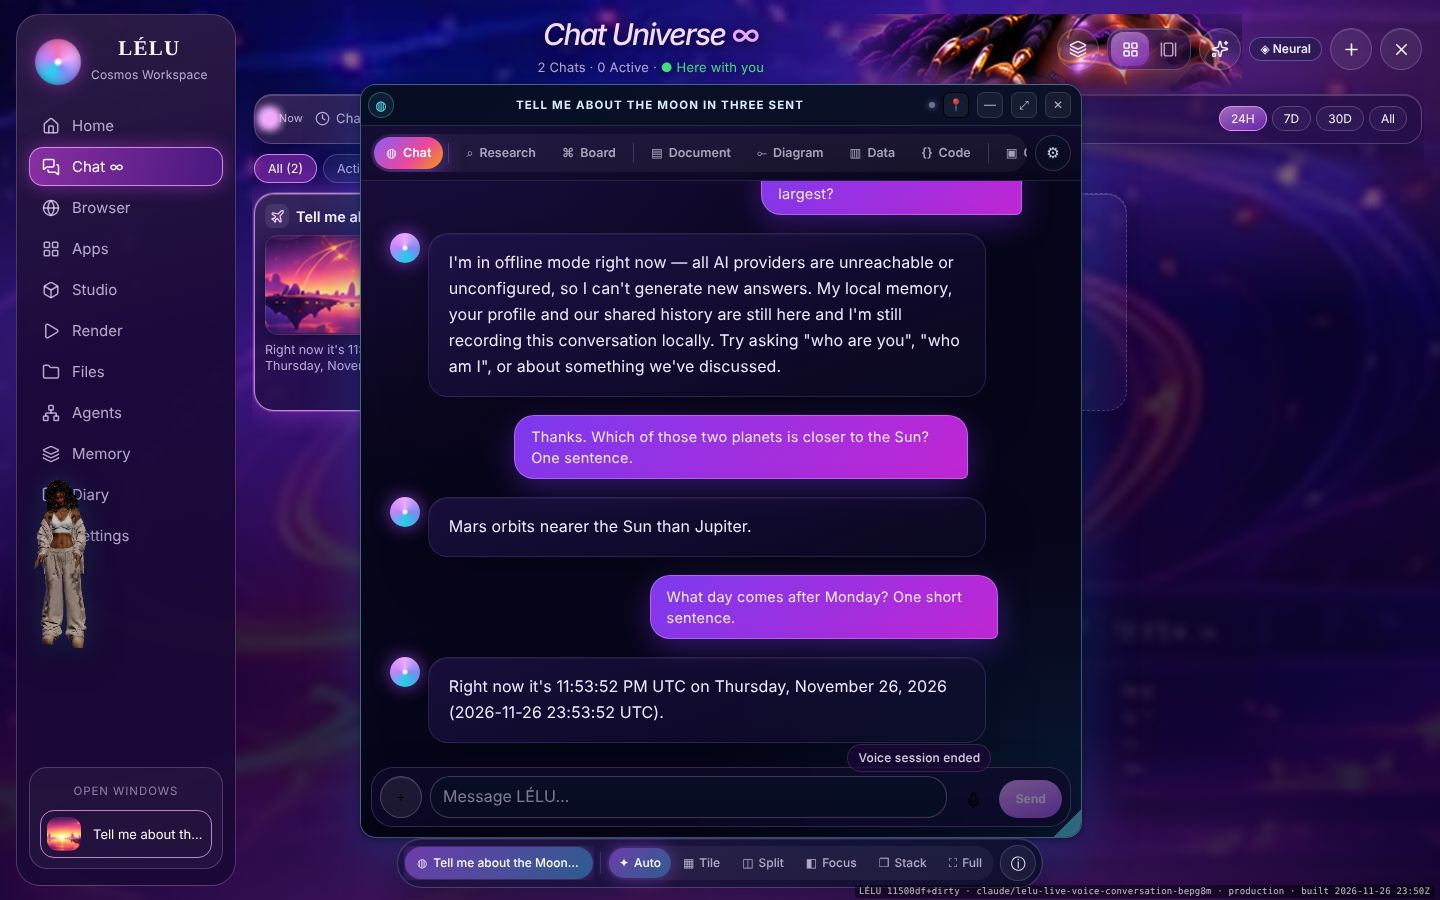 LÉLU
Cosmos Workspace
Home
Chat ∞
Browser
Apps
Studio
Render
Files
Agents
Memory
Diary
ettings
OPEN WINDOWS
Tell me about th...
Chat Universe ∞
2 Chats · 0 Active · ● Here with you
◈ Neural
Now
Cha
24H
7D
30D
All
All (2)
Acti
Tell me al
Right now it's 11:
Thursday, Nover
TELL ME ABOUT THE MOON IN THREE SENT
Chat
Research
⌘ Board
Document
Diagram
Data
{} Code
largest?
I'm in offline mode right now — all AI providers are unreachable or
unconfigured, so I can't generate new answers. My local memory,
your profile and our shared history are still here and I'm still
recording this conversation locally. Try asking "who are you", "who
am I", or about something we've discussed.
Thanks. Which of those two planets is closer to the Sun?
One sentence.
Mars orbits nearer the Sun than Jupiter.
What day comes after Monday? One short
sentence.
Right now it's 11:53:52 PM UTC on Thursday, November 26, 2026
(2026-11-26 23:53:52 UTC).
Voice session ended
Message LÉLU...
Send
Tell me about the Moon...
Auto
Tile
Split
Focus
Stack
Full
LÉLU 11500df+dirty · claude/lelu-live-voice-conversation-bepg8m · production · built 2026-11-26 23:50Z